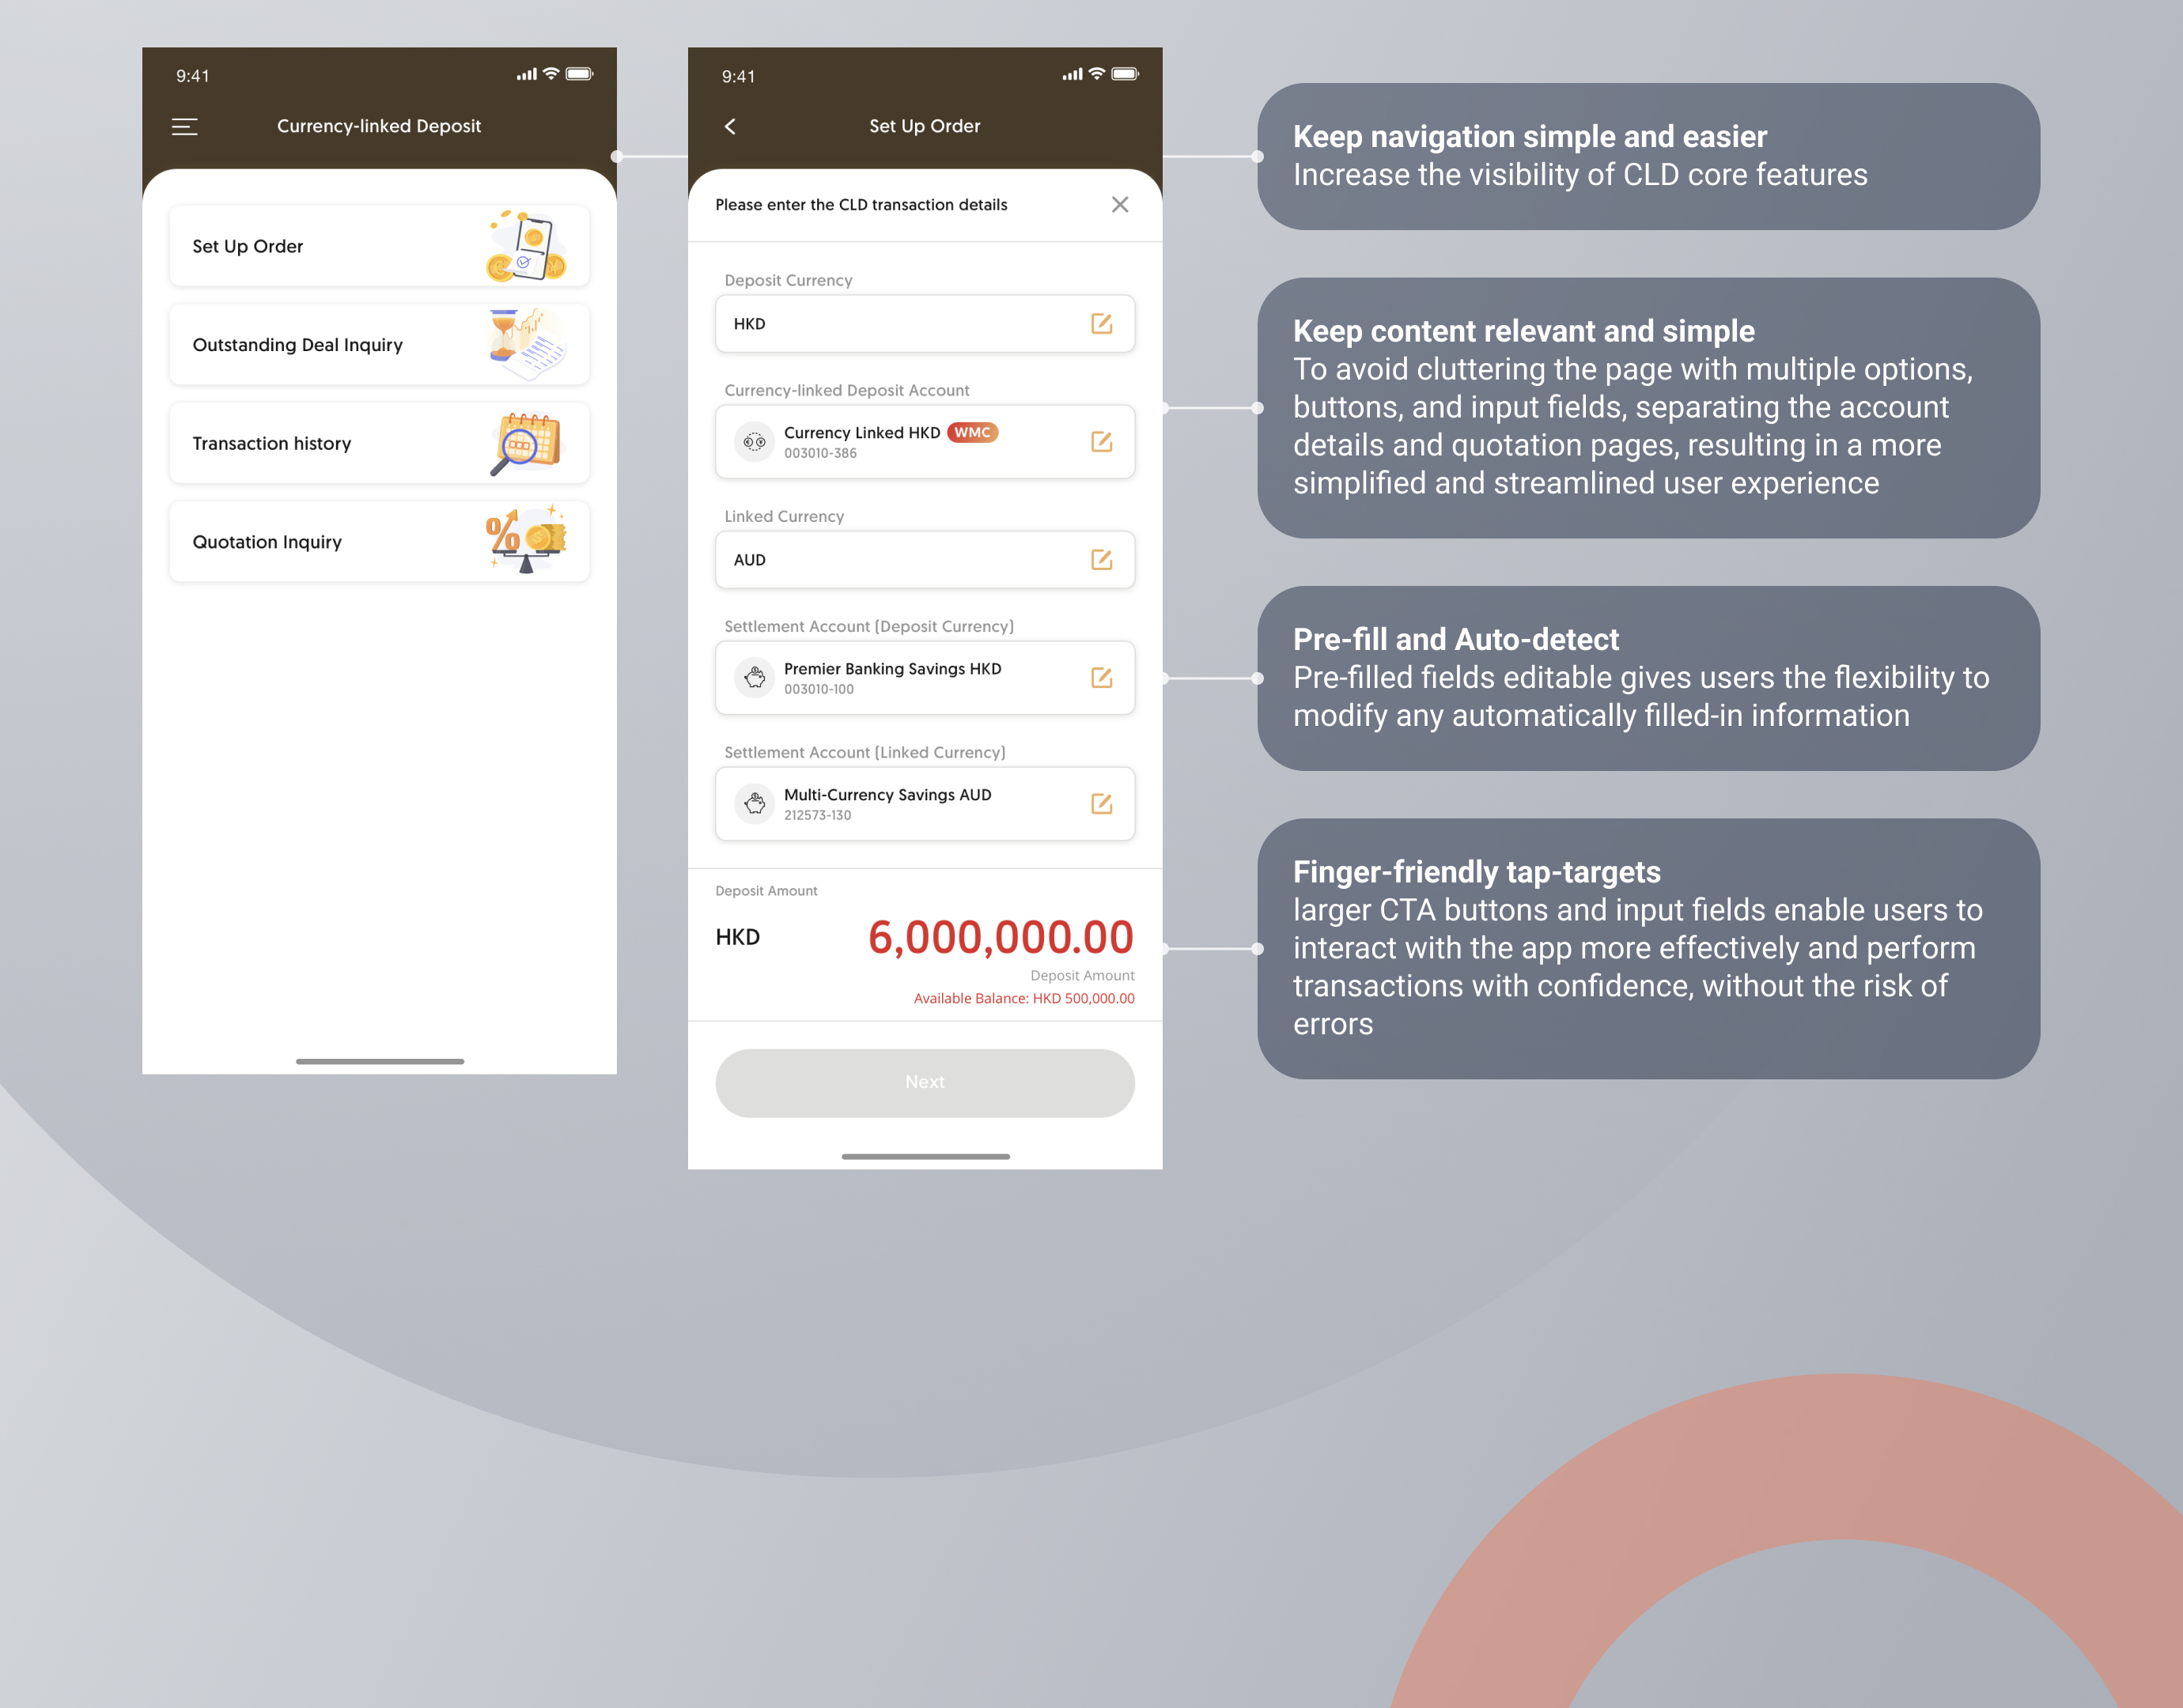 9:41
Currency-linked Deposit
Set Up Order
Outstanding Deal Inquiry
Transaction history
Quotation Inquiry
9:41
Set Up Order
Please enter the CLD transaction details
Deposit Currency
HKD
Currency-linked Deposit Account
Currency Linked HKD WMC
003010-386
Linked Currency
AUD
Settlement Account (Deposit Currency)
Premier Banking Savings HKD
003010-100
Settlement Account (Linked Currency)
Multi-Currency Savings AUD
212573-130
Deposit Amount
HKD 6,000,000.00
Deposit Amount
Available Balance: HKD 500,000.00
Next
Keep navigation simple and easier
Increase the visibility of CLD core features
Keep content relevant and simple
To avoid cluttering the page with multiple options,
buttons, and input fields, separating the account
details and quotation pages, resulting in a more
simplified and streamlined user experience
Pre-fill and Auto-detect
Pre-filled fields editable gives users the flexibility to
modify any automatically filled-in information
Finger-friendly tap-targets
larger CTA buttons and input fields enable users to
interact with the app more effectively and perform
transactions with confidence, without the risk of
errors